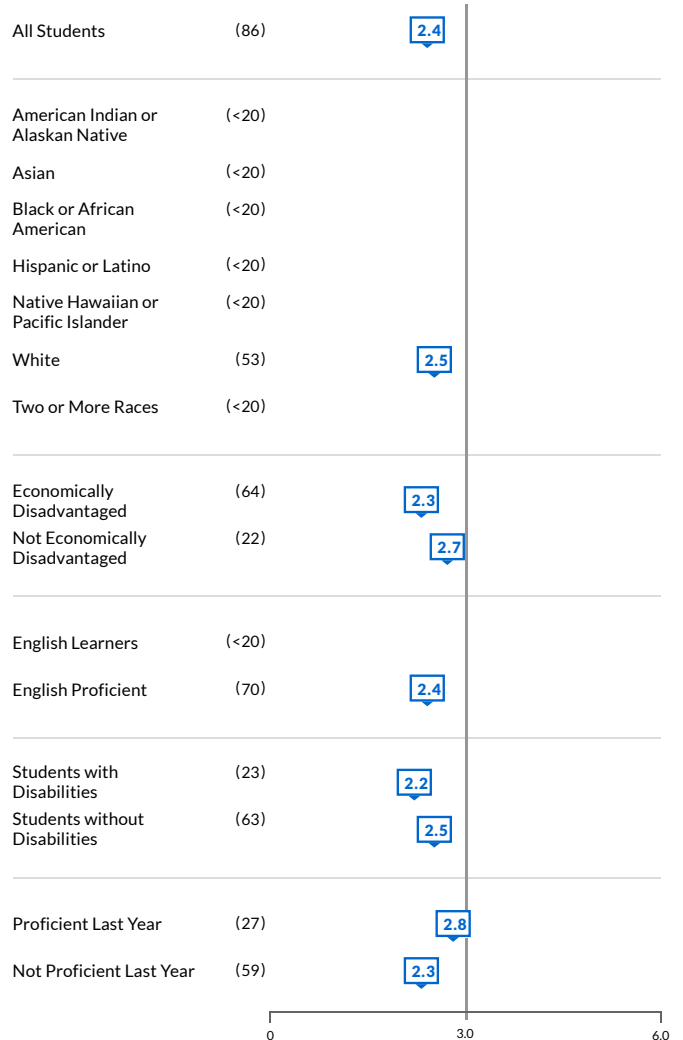 All Students (86) 2.4
American Indian or (<20)
Alaskan Native
Asian (<20)
Black or African (<20)
American
Hispanic or Latino (<20)
Native Hawaiian or (<20)
Pacific Islander
White (53) 2.5
Two or More Races (<20)
Economically (64) 2.3
Disadvantaged
Not Economically (22) 2.7
Disadvantaged
English Learners (<20)
English Proficient (70) 2.4
Students with (23) 2.2
Disabilities
Students without (63) 2.5
Disabilities
Proficient Last Year (27) 2.8
Not Proficient Last Year (59) 2.3
0 3.0 6.0